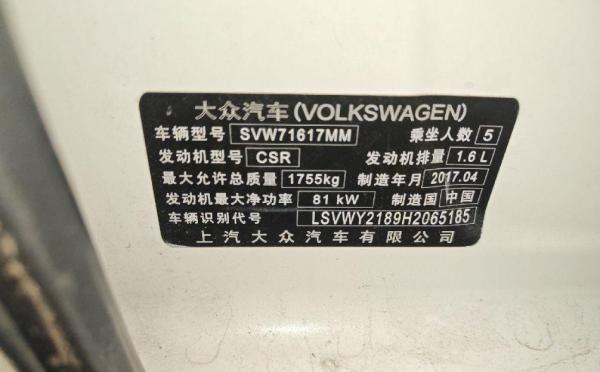 大众汽车(VOLKSWAGEN)
车辆型号 SVW71617MM 乘坐人数 5
发动机型号 CSR 发动机排量 1.6 L
最大允许总质量 1755kg 制造年月 2017.04
发动机最大净功率 81 kW 制造国 中国
车辆识别代号 LSVWY2189H2065185
上汽大众汽车有限公司